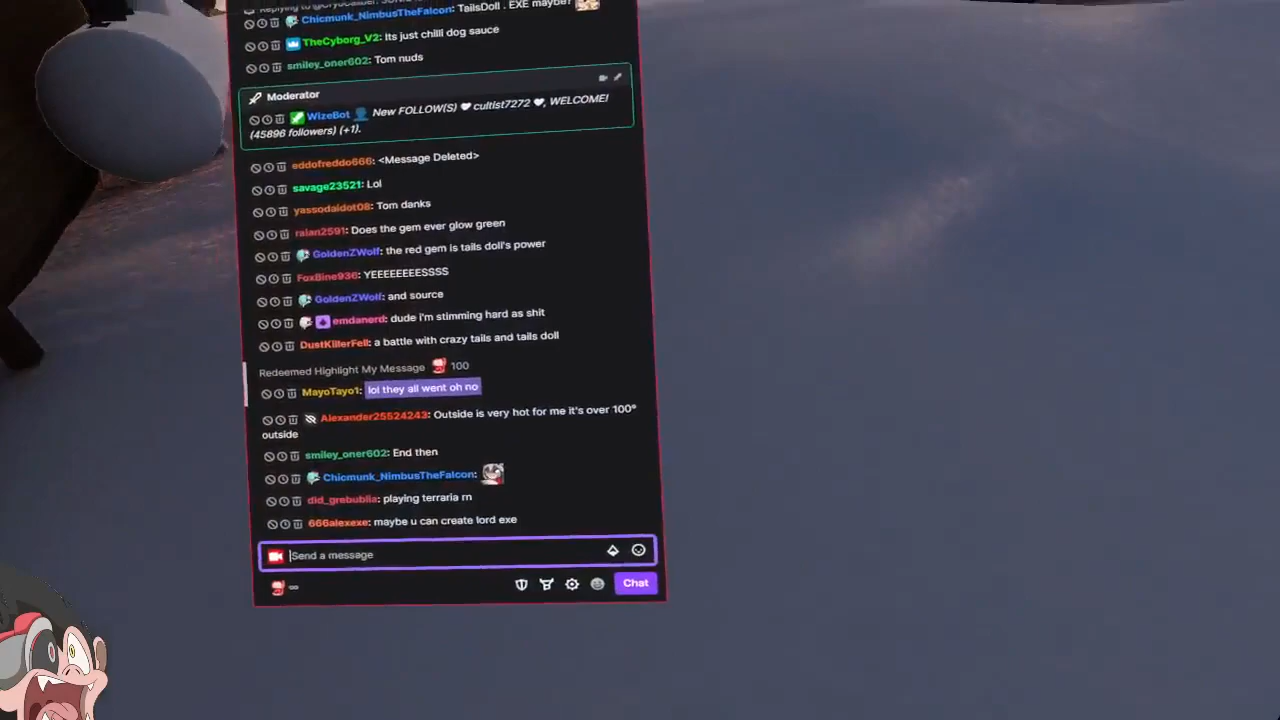 Chicmunk_NimbusTheFalcon: TailsDoll . EXE maybe?
TheCyborg_V2: Its just chilli dog sauce
smiley_oner602: Tom nuds
Moderator
WizeBot New FOLLOW(S) ❤ cultist7272 ❤, WELCOME!
(45896 followers) (+1).
eddofreddo666: <Message Deleted>
savage23521: Lol
yassodaidot08: Tom danks
raian2591: Does the gem ever glow green
GoldenZWolf: the red gem is tails doll's power
FoxBine936: YEEEEEEEESSSS
GoldenZWolf: and source
emdanerd: dude i'm stimming hard as shit
DustKillerFell: a battle with crazy tails and tails doll
Redeemed Highlight My Message 100
MayoTayo1: lol they all went oh no
Alexander25524243: Outside is very hot for me it's over 100°
outside
smiley_oner602: End then
Chicmunk_NimbusTheFalcon:
did_grebublia: playing terraria rn
666alexexe: maybe u can create lord exe
Send a message
∞
Chat